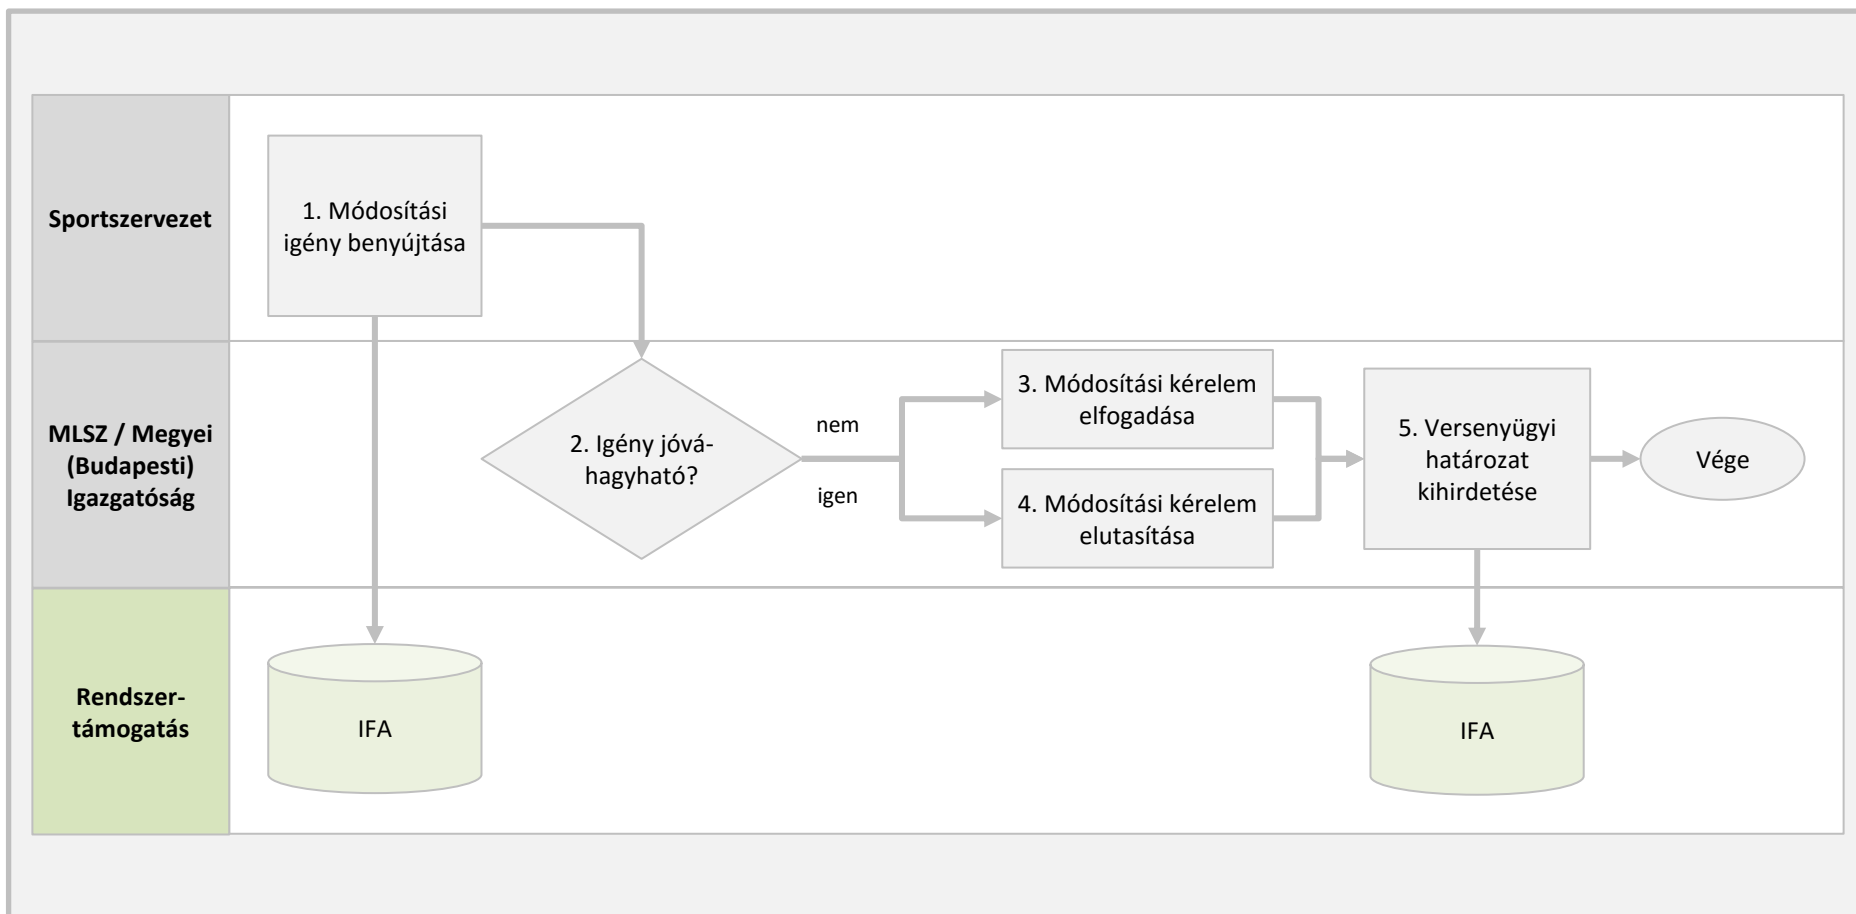 Sportszervezet
1. Módosítási
igény benyújtása
MLSZ / Megyei
(Budapesti)
Igazgatóság
2. Igény jóvá-
hagyható?
nem
igen
3. Módosítási kérelem
elfogadása
4. Módosítási kérelem
elutasítása
5. Versenyügyi
határozat
kihirdetése
Vége
Rendszer-
támogatás
IFA
IFA